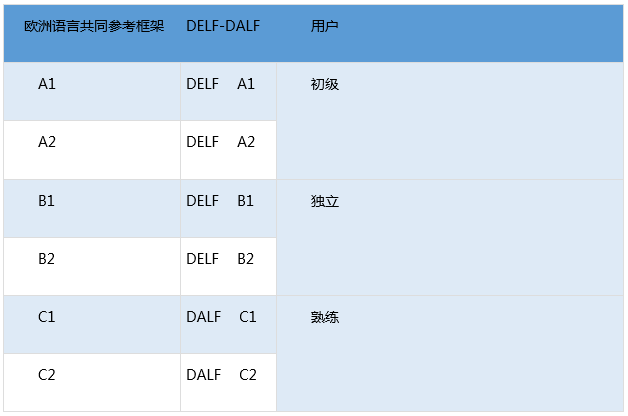 欧洲语言共同参考框架 DELF-DALF 用户
A1 DELF A1 初级
A2 DELF A2
B1 DELF B1 独立
B2 DELF B2
C1 DALF C1 熟练
C2 DALF C2